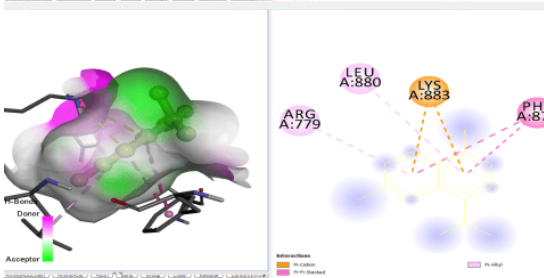 H-Bonds
Donor
Acceptor
LEU
A:880
LYS
A:883
ARG
A:779
Interactions
Pi-Cation
Pi-Pi Stacked
Pi-Alkyl